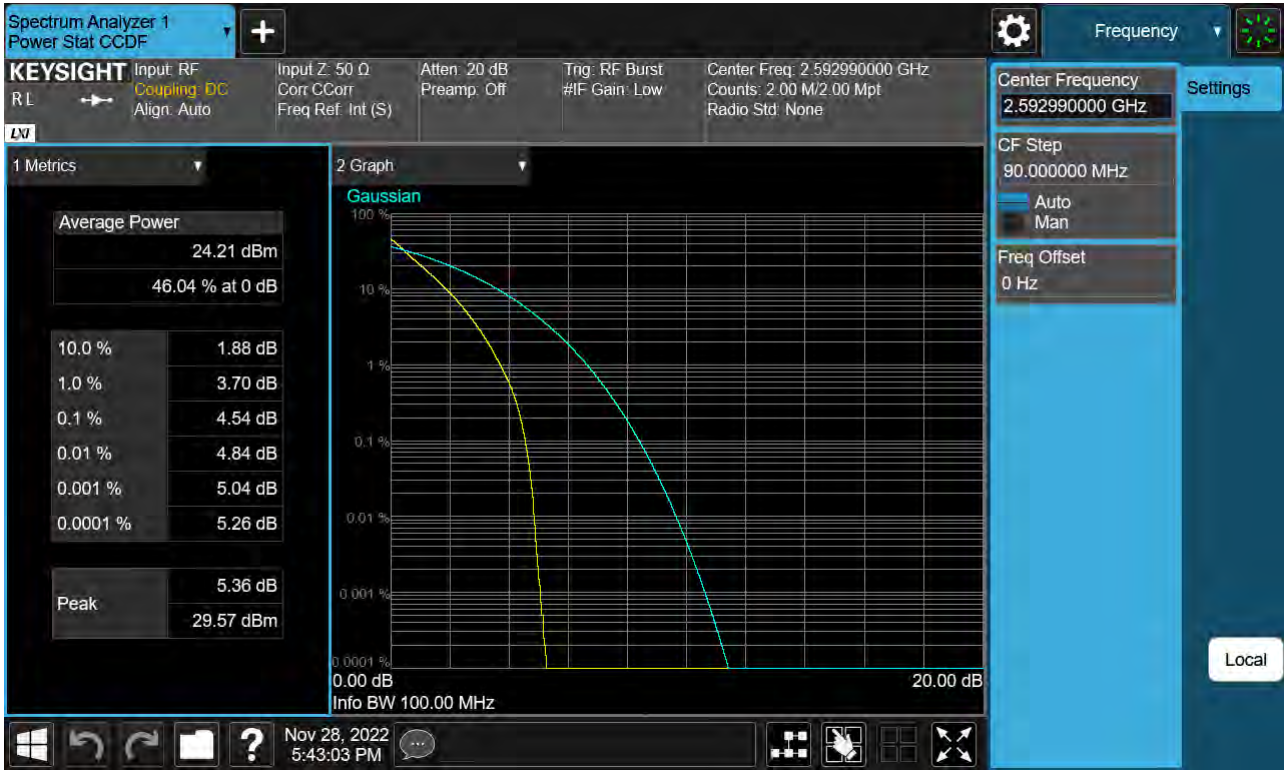 Spectrum Analyzer 1
Power Stat CCDF
Frequency
KEYSIGHT
Input: RF
Coupling: DC
Align: Auto
Input Z: 50 Ω
Corr CCorr
Freq Ref: Int (S)
Atten: 20 dB
Preamp: Off
Trig: RF Burst
#IF Gain: Low
Center Freq: 2.592990000 GHz
Counts: 2.00 M/2.00 Mpt
Radio Std: None
RL
LXI
Center Frequency
2.592990000 GHz
Settings
CF Step
90.000000 MHz
Auto
Man
Freq Offset
0 Hz
1 Metrics
Average Power
24.21 dBm
46.04 % at 0 dB
10.0 % 1.88 dB
1.0 % 3.70 dB
0.1 % 4.54 dB
0.01 % 4.84 dB
0.001 % 5.04 dB
0.0001 % 5.26 dB
Peak
5.36 dB
29.57 dBm
2 Graph
Gaussian
100 %
10 %
1 %
0.1 %
0.01 %
0.001 %
0.0001 %
0.00 dB 20.00 dB
Info BW 100.00 MHz
Local
?
Nov 28, 2022
5:43:03 PM